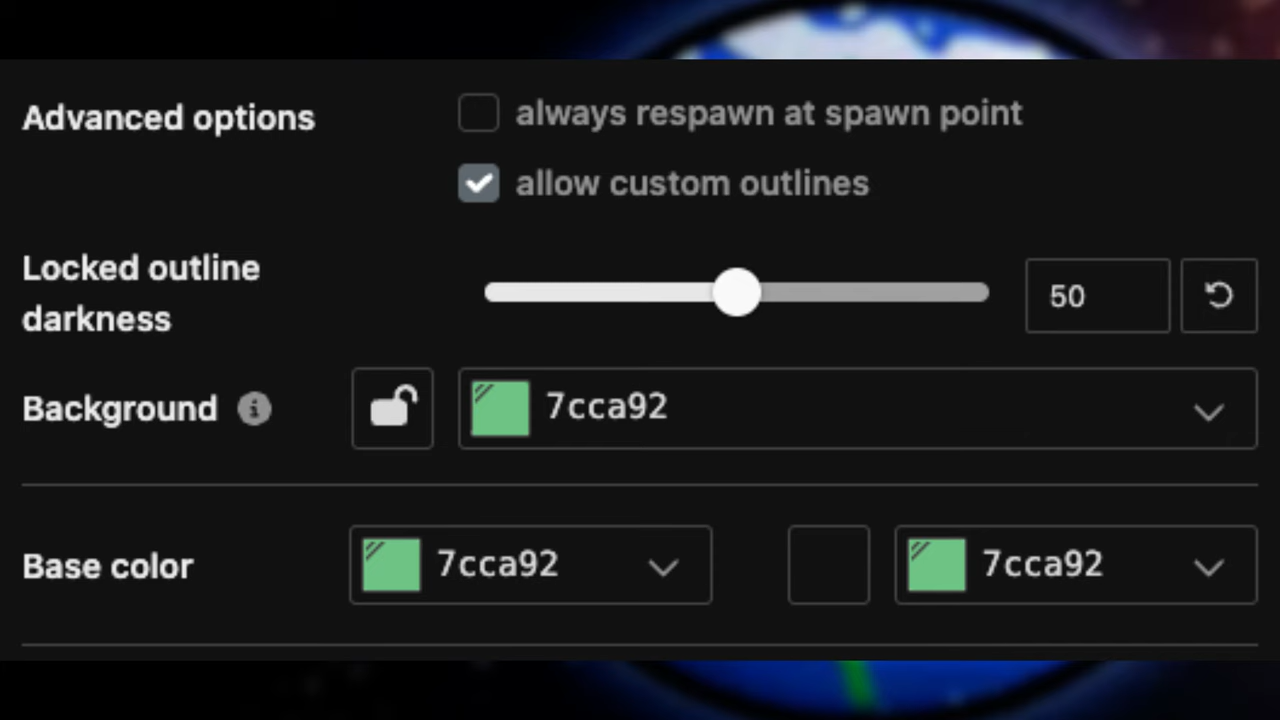 Advanced options
always respawn at spawn point
allow custom outlines
Locked outline
darkness
50
Background
7cca92
Base color
7cca92
7cca92